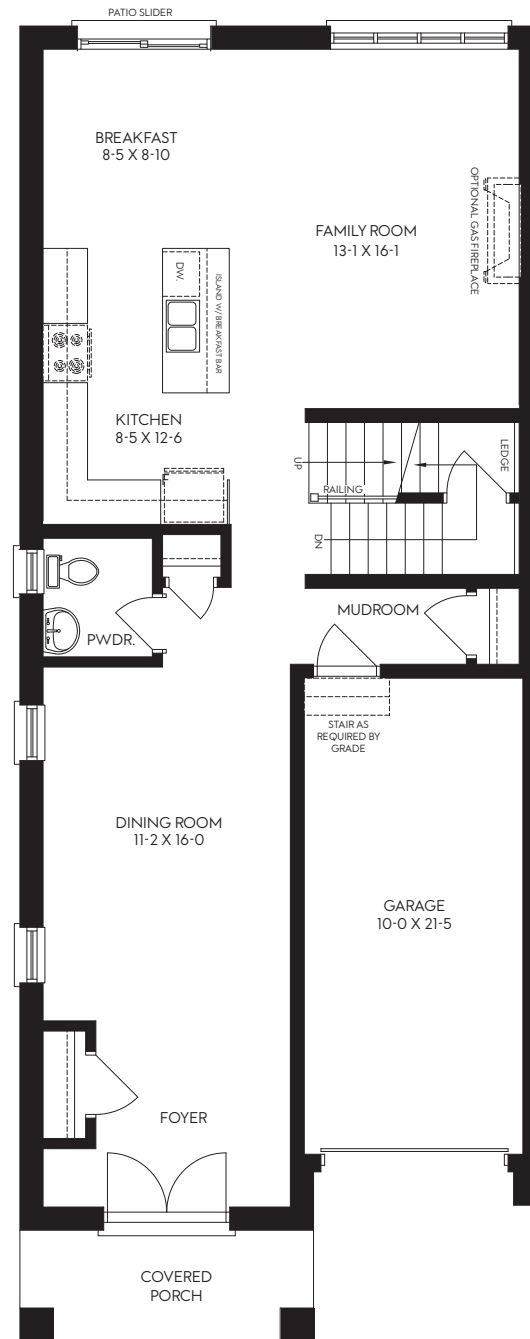 PATIO SLIDER
BREAKFAST
8-5 X 8-10
FAMILY ROOM
13-1 X 16-1
OPTIONAL GAS FIREPLACE
DW.
ISLAND W/ BREAKFAST BAR
KITCHEN
8-5 X 12-6
UP
LEDGE
RAILING
DN
PWDR.
MUDROOM
STAIR AS
REQUIRED BY
GRADE
DINING ROOM
11-2 X 16-0
GARAGE
10-0 X 21-5
FOYER
COVERED
PORCH